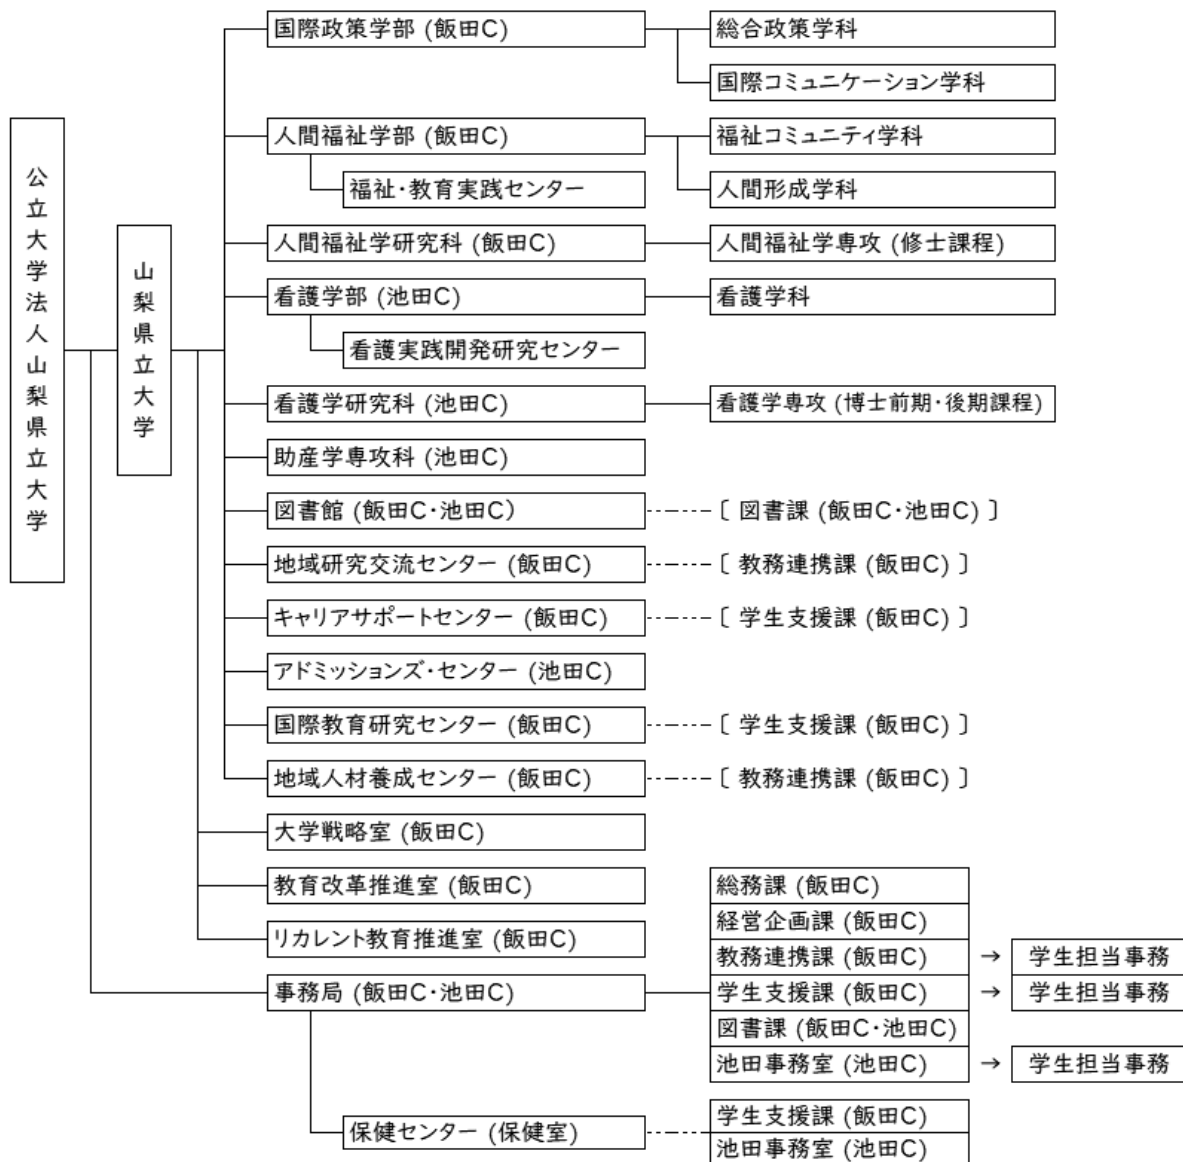 公立大学法人山梨県立大学
山梨県立大学
国際政策学部 (飯田C)
総合政策学科
国際コミュニケーション学科
人間福祉学部 (飯田C)
福祉コミュニティ学科
福祉・教育実践センター
人間形成学科
人間福祉学研究科 (飯田C)
人間福祉学専攻 (修士課程)
看護学部 (池田C)
看護学科
看護実践開発研究センター
看護学研究科 (池田C)
看護学専攻 (博士前期・後期課程)
助産学専攻科 (池田C)
図書館 (飯田C・池田C)
〔 図書課 (飯田C・池田C) 〕
地域研究交流センター (飯田C)
〔 教務連携課 (飯田C) 〕
キャリアサポートセンター (飯田C)
〔 学生支援課 (飯田C) 〕
アドミッションズ・センター (池田C)
国際教育研究センター (飯田C)
〔 学生支援課 (飯田C) 〕
地域人材養成センター (飯田C)
〔 教務連携課 (飯田C) 〕
大学戦略室 (飯田C)
教育改革推進室 (飯田C)
リカレント教育推進室 (飯田C)
事務局 (飯田C・池田C)
総務課 (飯田C)
経営企画課 (飯田C)
教務連携課 (飯田C) → 学生担当事務
学生支援課 (飯田C) → 学生担当事務
図書課 (飯田C・池田C)
池田事務室 (池田C) → 学生担当事務
保健センター (保健室)
学生支援課 (飯田C)
池田事務室 (池田C)